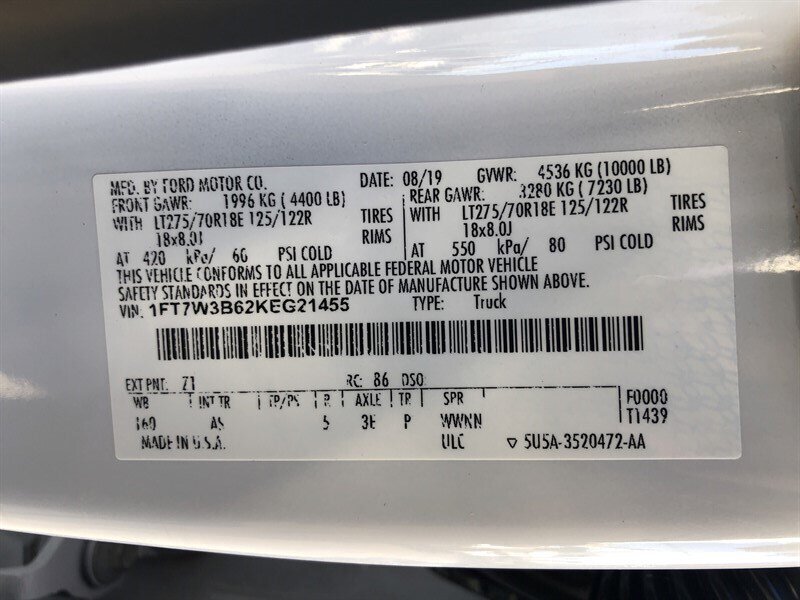 MFD. BY FORD MOTOR CO. DATE: 08/19 GVWR: 4536 KG (10000 LB)
FRONT GAWR: 1996 KG (4400 LB) REAR GAWR: 3280 KG (7230 LB)
WITH LT275/70R18E 125/122R TIRES WITH LT275/70R18E 125/122R TIRES
18x8.0J RIMS 18x8.0J RIMS
AT 420 kPa/ 60 PSI COLD AT 550 kPa/ 80 PSI COLD
THIS VEHICLE CONFORMS TO ALL APPLICABLE FEDERAL MOTOR VEHICLE
SAFETY STANDARDS IN EFFECT ON THE DATE OF MANUFACTURE SHOWN ABOVE.
VIN: 1FT7W3B62KEG21455 TYPE: Truck
EXT PNT: Z1 RC: 86 DSO:
WB INT TR TP/PS R AXLE TR SPR F0000
160 AS 5 3E P WWNN T1439
MADE IN U.S.A. ULC ▽ 5U5A-3520472-AA